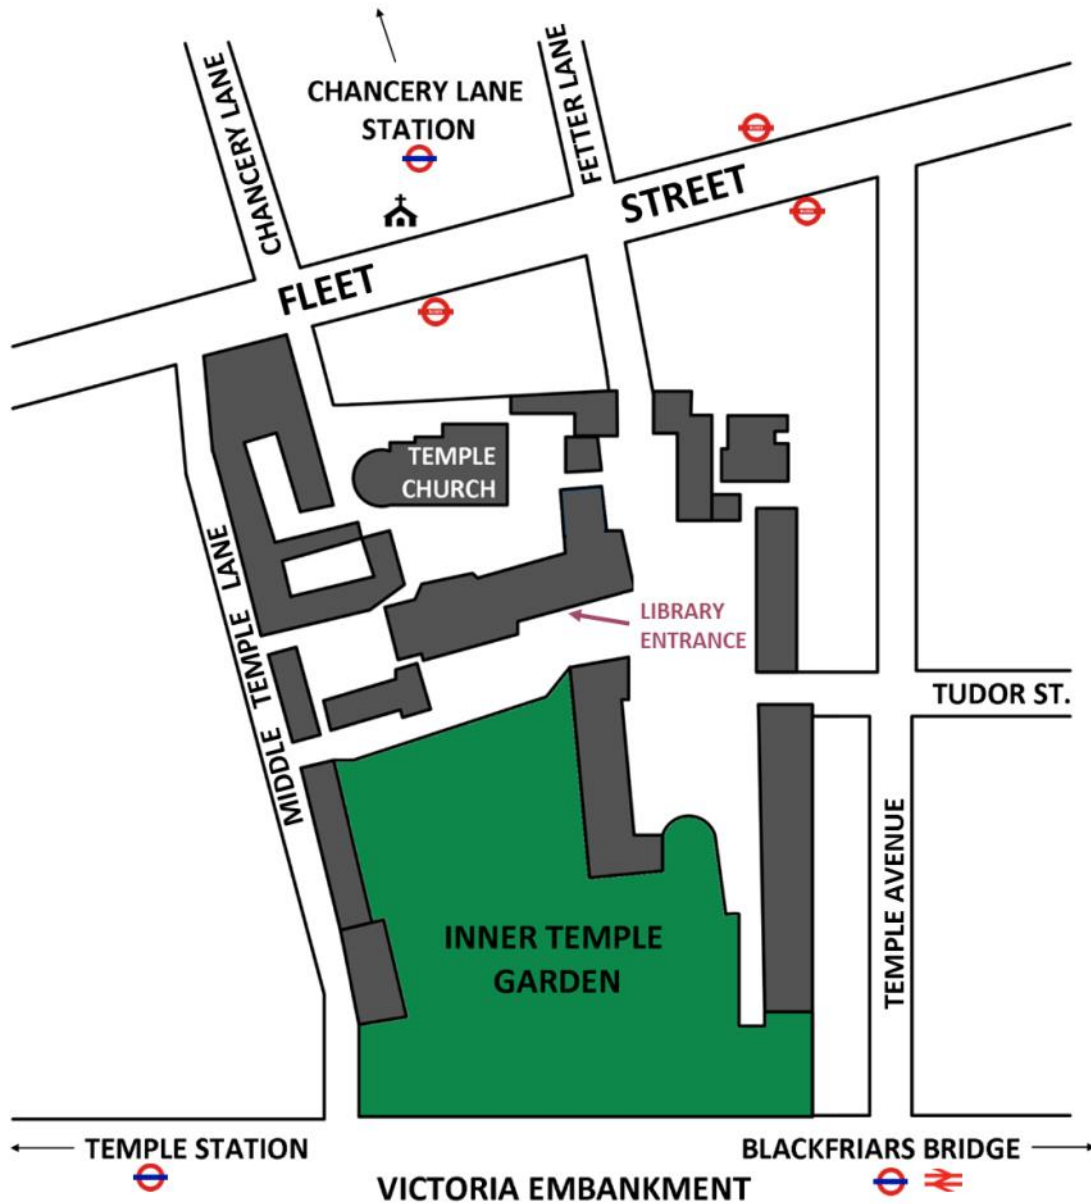 CHANCERY LANE
CHANCERY LANE
STATION
FETTER LANE
STREET
FLEET
TEMPLE
CHURCH
MIDDLE TEMPLE LANE
LIBRARY
ENTRANCE
TUDOR ST.
TEMPLE AVENUE
INNER TEMPLE
GARDEN
TEMPLE STATION
BLACKFRIARS BRIDGE
VICTORIA EMBANKMENT